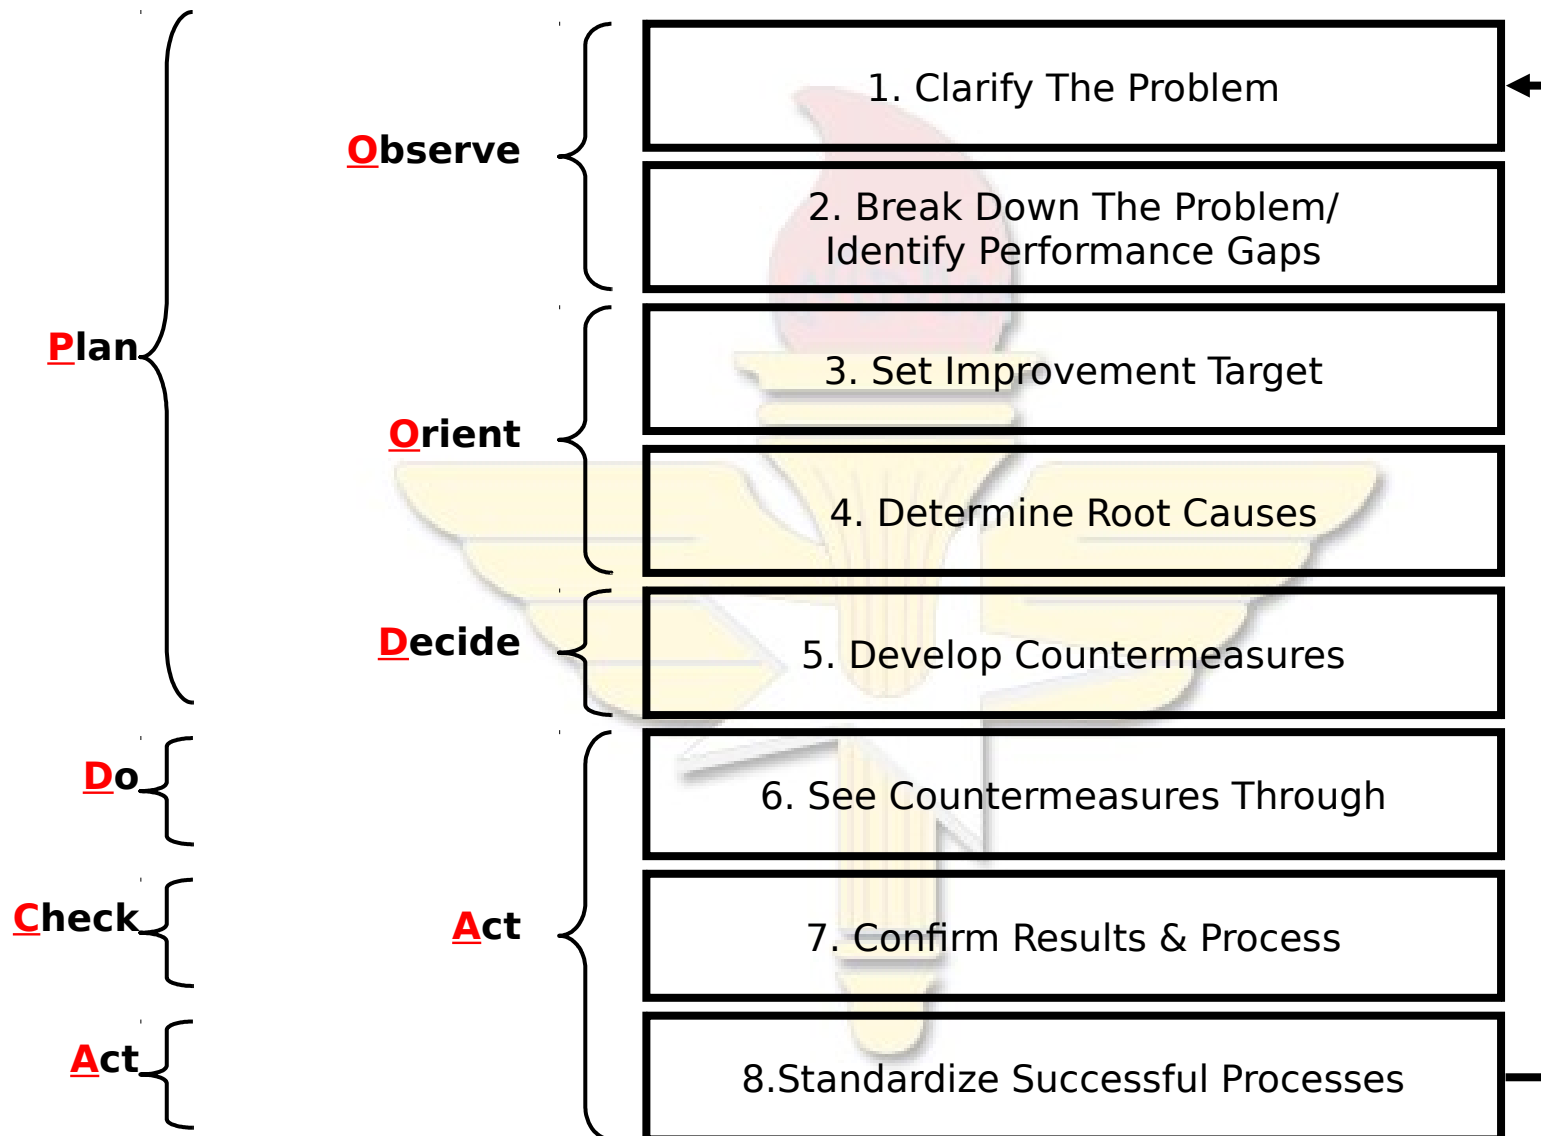 1. Clarify The Problem
Observe
2. Break Down The Problem/
Identify Performance Gaps
Plan
3. Set Improvement Target
Orient
4. Determine Root Causes
Decide
5. Develop Countermeasures
Do
6. See Countermeasures Through
Check
Act
7. Confirm Results & Process
Act
8.Standardize Successful Processes